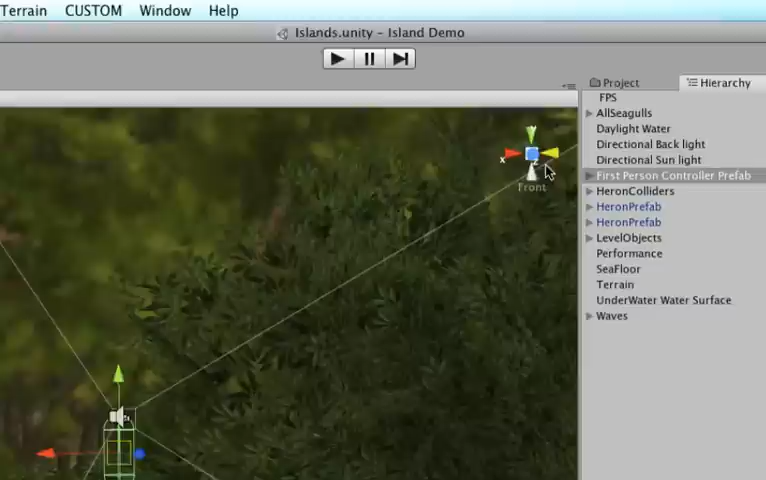 Terrain CUSTOM Window Help
Islands.unity – Island Demo
Project Hierarchy
FPS
AllSeagulls
Daylight Water
Directional Back light
Directional Sun light
First Person Controller Prefab
HeronColliders
HeronPrefab
HeronPrefab
LevelObjects
Performance
SeaFloor
Terrain
UnderWater Water Surface
Waves
y
x
z
Front